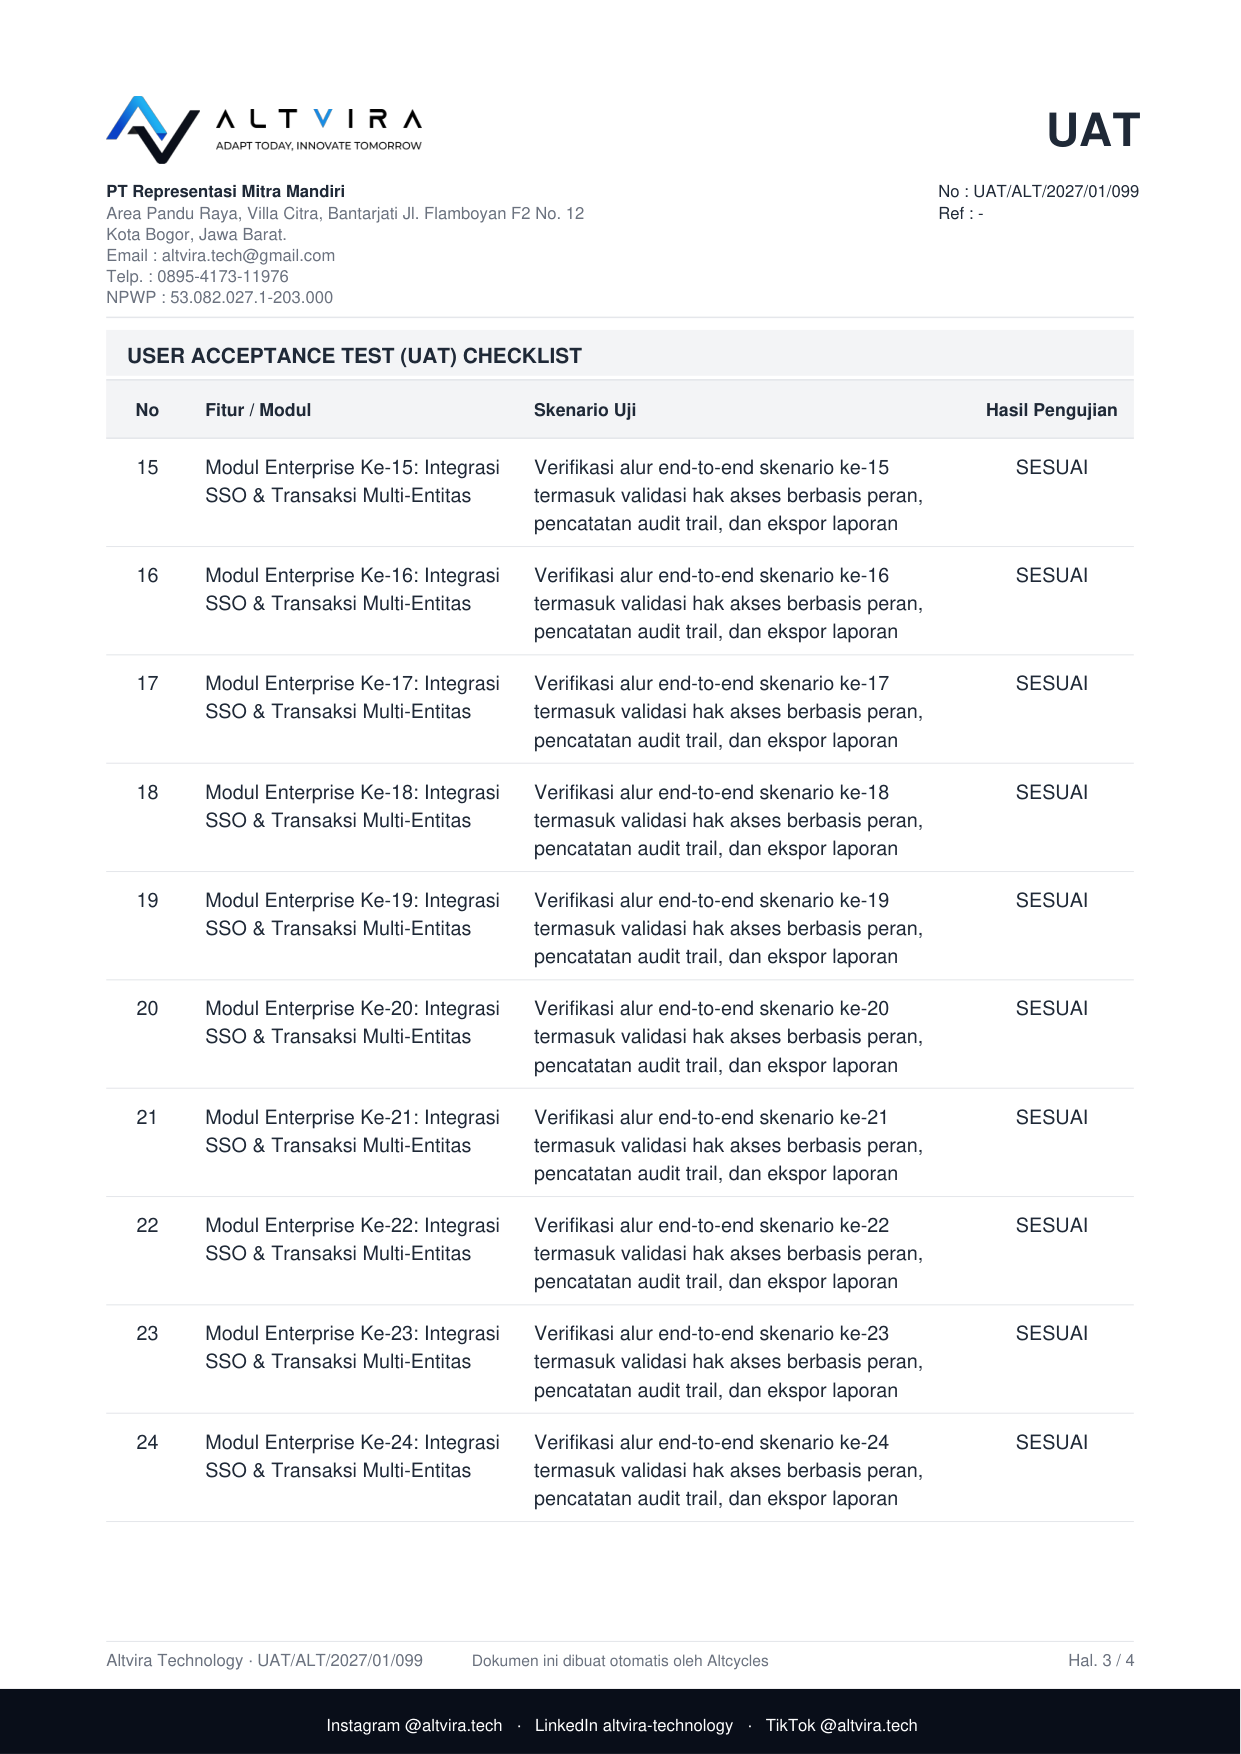 ALTVIRA
ADAPT TODAY, INNOVATE TOMORROW
UAT
PT Representasi Mitra Mandiri
Area Pandu Raya, Villa Citra, Bantarjati Jl. Flamboyan F2 No. 12
Kota Bogor, Jawa Barat.
Email : altvira.tech@gmail.com
Telp. : 0895-4173-11976
NPWP : 53.082.027.1-203.000
No : UAT/ALT/2027/01/099
Ref : -
USER ACCEPTANCE TEST (UAT) CHECKLIST
No Fitur / Modul Skenario Uji Hasil Pengujian
15 Modul Enterprise Ke-15: Integrasi Verifikasi alur end-to-end skenario ke-15 SESUAI
SSO & Transaksi Multi-Entitas termasuk validasi hak akses berbasis peran,
pencatatan audit trail, dan ekspor laporan
16 Modul Enterprise Ke-16: Integrasi Verifikasi alur end-to-end skenario ke-16 SESUAI
SSO & Transaksi Multi-Entitas termasuk validasi hak akses berbasis peran,
pencatatan audit trail, dan ekspor laporan
17 Modul Enterprise Ke-17: Integrasi Verifikasi alur end-to-end skenario ke-17 SESUAI
SSO & Transaksi Multi-Entitas termasuk validasi hak akses berbasis peran,
pencatatan audit trail, dan ekspor laporan
18 Modul Enterprise Ke-18: Integrasi Verifikasi alur end-to-end skenario ke-18 SESUAI
SSO & Transaksi Multi-Entitas termasuk validasi hak akses berbasis peran,
pencatatan audit trail, dan ekspor laporan
19 Modul Enterprise Ke-19: Integrasi Verifikasi alur end-to-end skenario ke-19 SESUAI
SSO & Transaksi Multi-Entitas termasuk validasi hak akses berbasis peran,
pencatatan audit trail, dan ekspor laporan
20 Modul Enterprise Ke-20: Integrasi Verifikasi alur end-to-end skenario ke-20 SESUAI
SSO & Transaksi Multi-Entitas termasuk validasi hak akses berbasis peran,
pencatatan audit trail, dan ekspor laporan
21 Modul Enterprise Ke-21: Integrasi Verifikasi alur end-to-end skenario ke-21 SESUAI
SSO & Transaksi Multi-Entitas termasuk validasi hak akses berbasis peran,
pencatatan audit trail, dan ekspor laporan
22 Modul Enterprise Ke-22: Integrasi Verifikasi alur end-to-end skenario ke-22 SESUAI
SSO & Transaksi Multi-Entitas termasuk validasi hak akses berbasis peran,
pencatatan audit trail, dan ekspor laporan
23 Modul Enterprise Ke-23: Integrasi Verifikasi alur end-to-end skenario ke-23 SESUAI
SSO & Transaksi Multi-Entitas termasuk validasi hak akses berbasis peran,
pencatatan audit trail, dan ekspor laporan
24 Modul Enterprise Ke-24: Integrasi Verifikasi alur end-to-end skenario ke-24 SESUAI
SSO & Transaksi Multi-Entitas termasuk validasi hak akses berbasis peran,
pencatatan audit trail, dan ekspor laporan
Altvira Technology · UAT/ALT/2027/01/099 Dokumen ini dibuat otomatis oleh Altcycles Hal. 3 / 4
Instagram @altvira.tech · LinkedIn altvira-technology · TikTok @altvira.tech